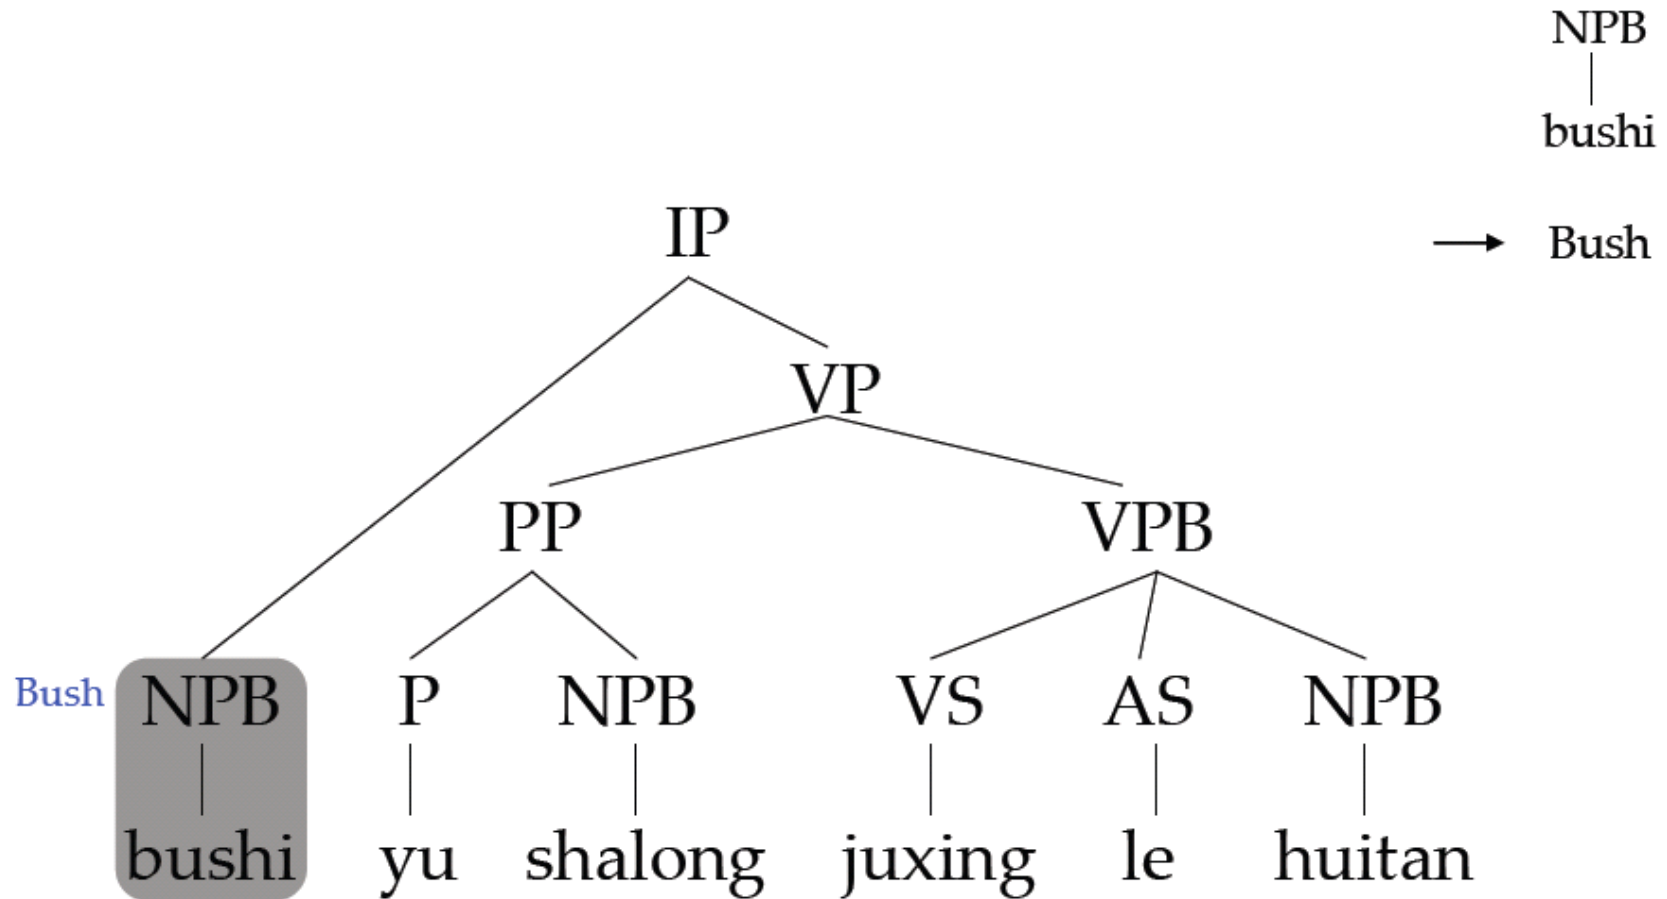 NPB
bushi
→ Bush
IP
VP
PP VPB
Bush NPB P NPB VS AS NPB
bushi yu shalong juxing le huitan